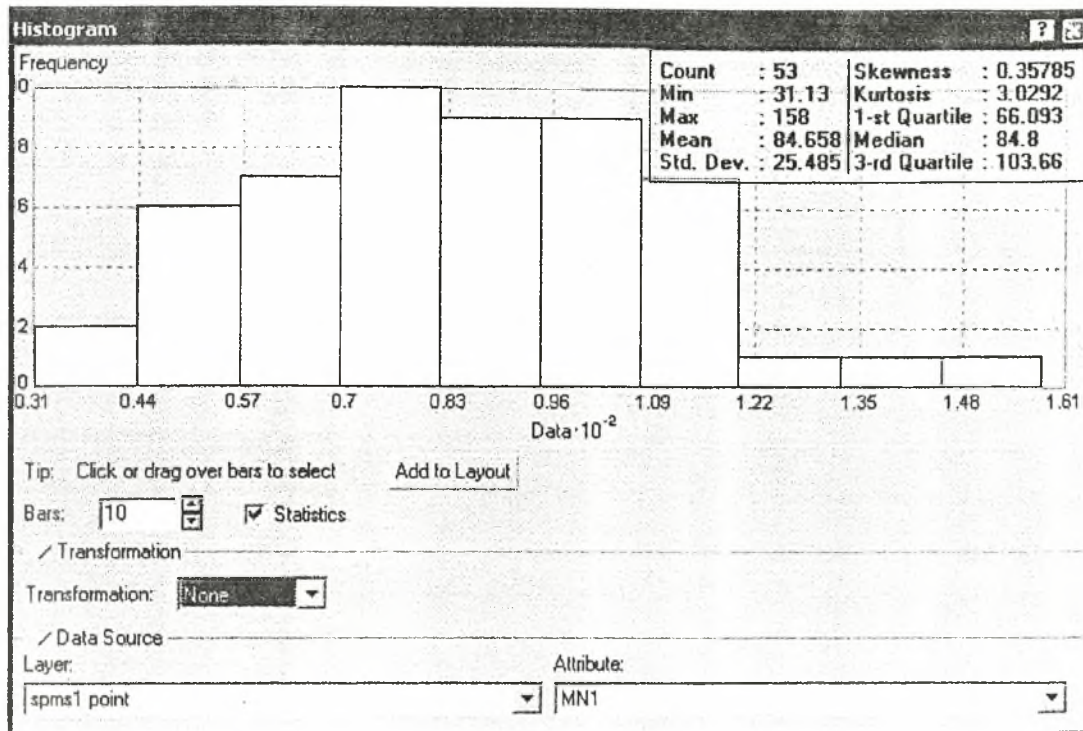 Histogram
Frequency
Count : 53 Skewness : 0.35785
Min : 31.13 Kurtosis : 3.0292
Max : 158 1-st Quartile : 66.093
Mean : 84.658 Median : 84.8
Std. Dev. : 25.485 3-rd Quartile : 103.66
0
8
6
4
2
0
0.31 0.44 0.57 0.7 0.83 0.96 1.09 1.22 1.35 1.48 1.61
Data·10⁻²
Tip: Click or drag over bars to select Add to Layout
Bars: 10 Statistics
Transformation
Transformation: None
Data Source
Layer: Attribute:
spms1 point MN1